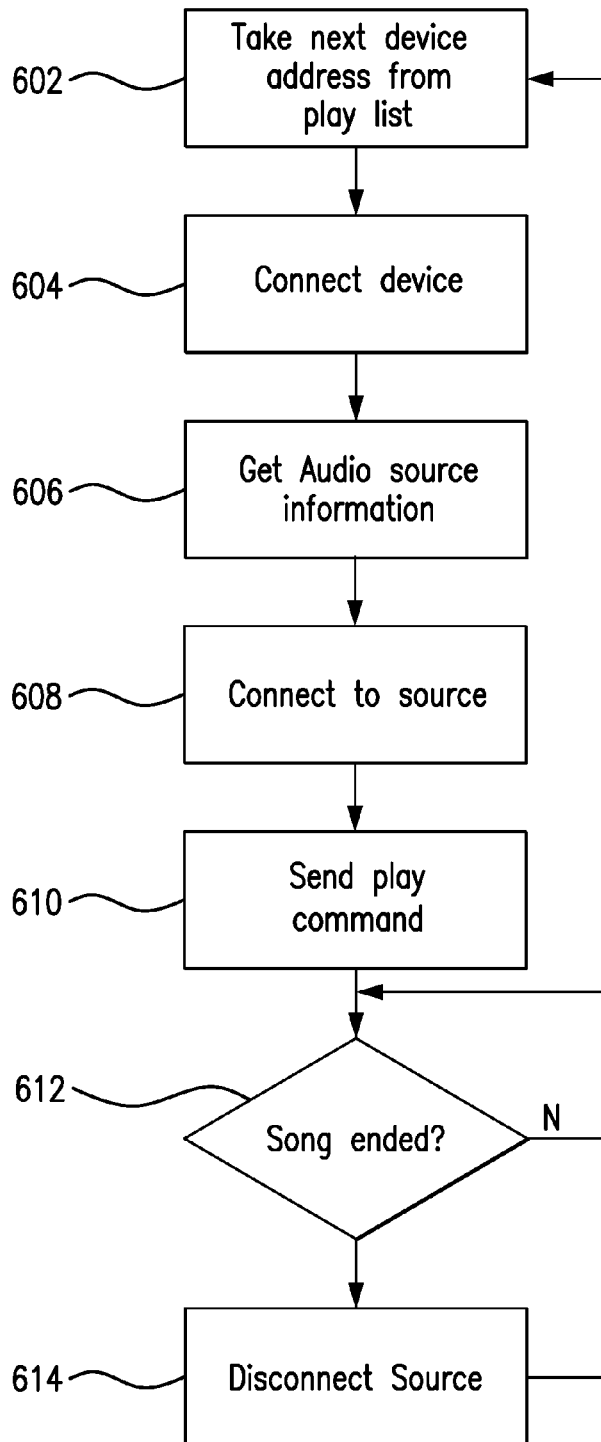 602
Take next device
address from
play list
604
Connect device
606
Get Audio source
information
608
Connect to source
610
Send play
command
612
Song ended?
N
614
Disconnect Source